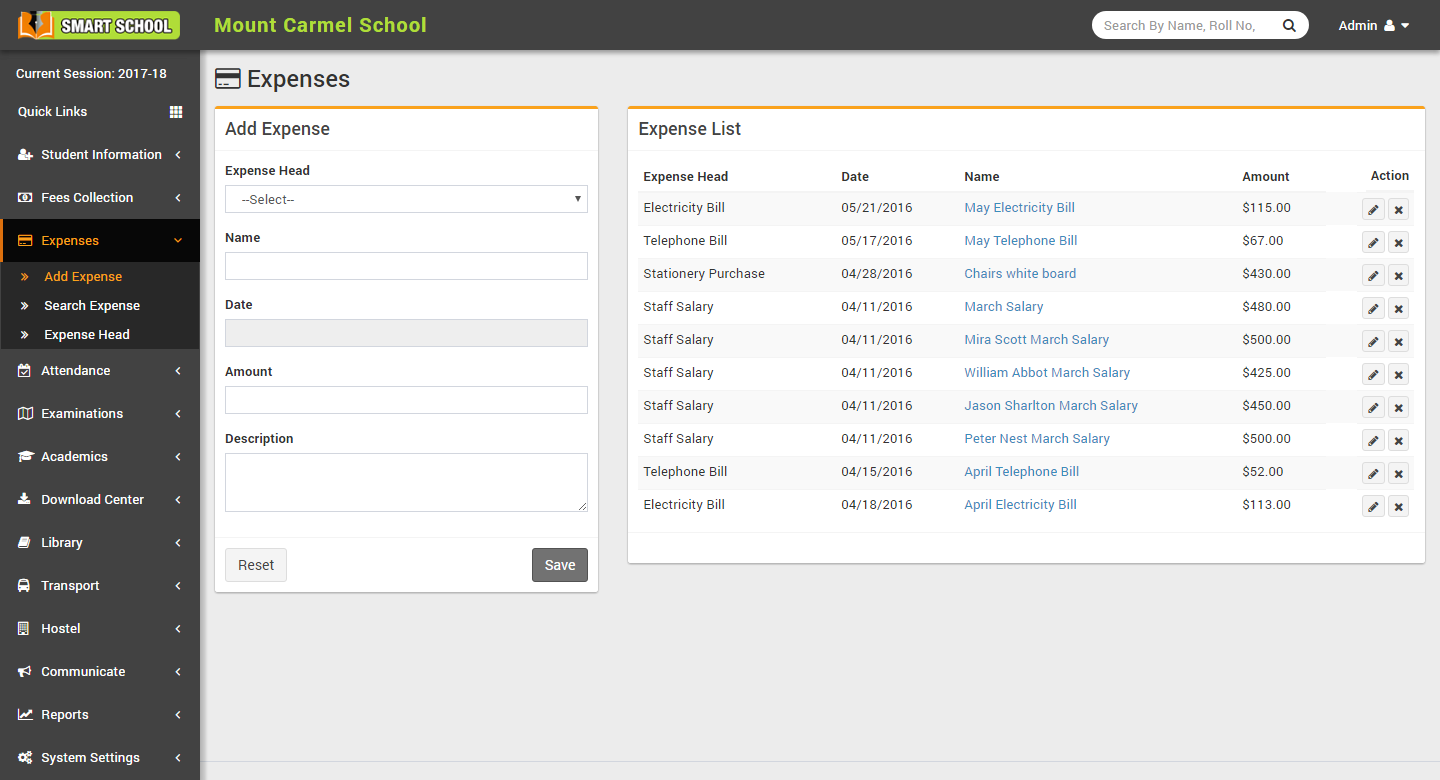 SMART SCHOOL
Mount Carmel School
Search By Name, Roll No,
Admin
Current Session: 2017-18
Quick Links
Student Information
Fees Collection
Expenses
Add Expense
Search Expense
Expense Head
Attendance
Examinations
Academics
Download Center
Library
Transport
Hostel
Communicate
Reports
System Settings
Expenses
Add Expense
Expense Head
--Select--
Name
Date
Amount
Description
Reset Save
Expense List
Expense Head Date Name Amount Action
Electricity Bill 05/21/2016 May Electricity Bill $115.00
Telephone Bill 05/17/2016 May Telephone Bill $67.00
Stationery Purchase 04/28/2016 Chairs white board $430.00
Staff Salary 04/11/2016 March Salary $480.00
Staff Salary 04/11/2016 Mira Scott March Salary $500.00
Staff Salary 04/11/2016 William Abbot March Salary $425.00
Staff Salary 04/11/2016 Jason Sharlton March Salary $450.00
Staff Salary 04/11/2016 Peter Nest March Salary $500.00
Telephone Bill 04/15/2016 April Telephone Bill $52.00
Electricity Bill 04/18/2016 April Electricity Bill $113.00